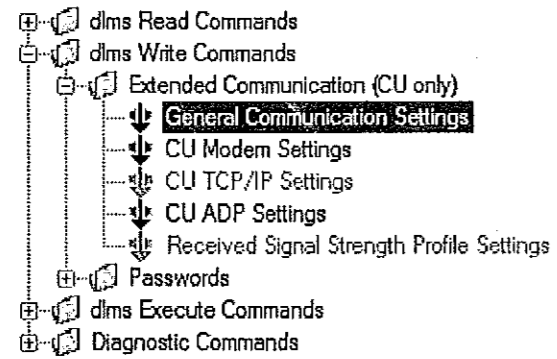 dlms Read Commands
dlms Write Commands
Extended Communication (CU only)
General Communication Settings
CU Modem Settings
CU TCP/IP Settings
CU ADP Settings
Received Signal Strength Profile Settings
Passwords
dlms Execute Commands
Diagnostic Commands